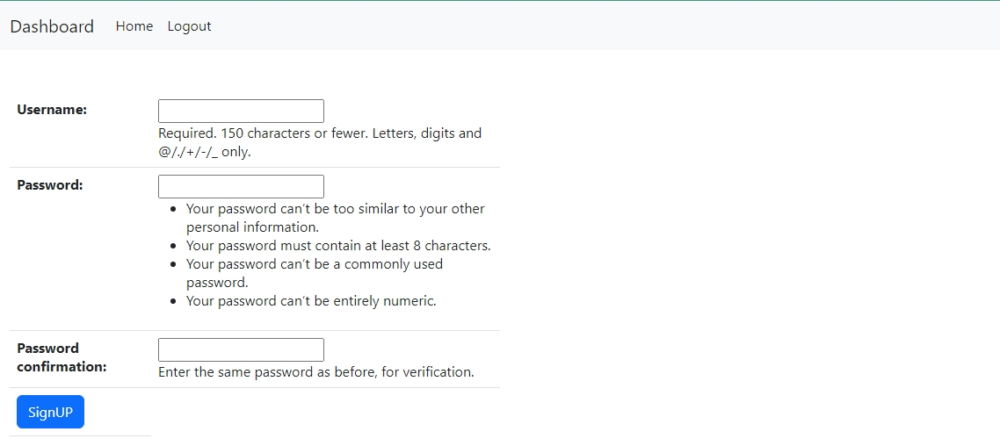 Dashboard Home Logout
Username:
Required. 150 characters or fewer. Letters, digits and
@/./+/-/_ only.
Password:
• Your password can’t be too similar to your other
personal information.
• Your password must contain at least 8 characters.
• Your password can’t be a commonly used
password.
• Your password can’t be entirely numeric.
Password
confirmation:
Enter the same password as before, for verification.
SignUP